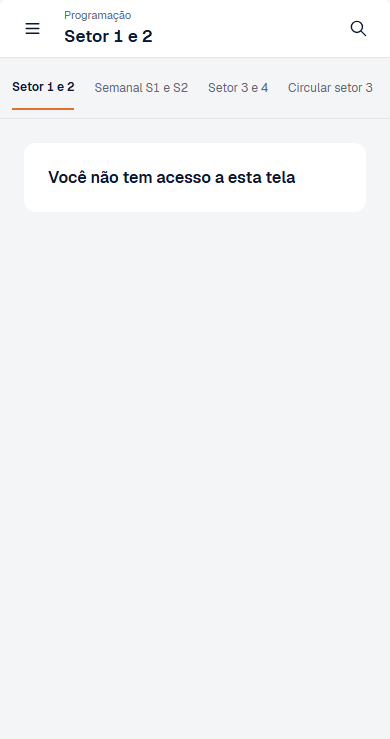 Programação
Setor 1 e 2
Setor 1 e 2
Semanal S1 e S2
Setor 3 e 4
Circular setor 3
Você não tem acesso a esta tela